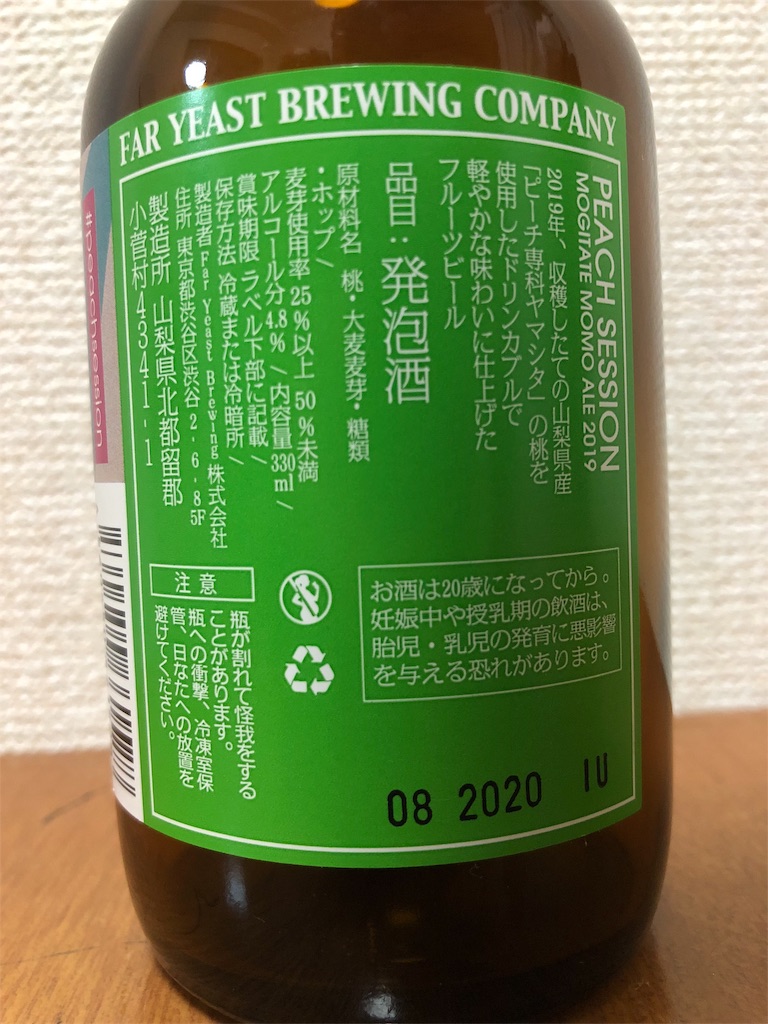 FAR YEAST BREWING COMPANY
PEACH SESSION
MOGITATE MOMO ALE 2019
2019年、収穫したての山梨県産
「ピーチ専科ヤマシタ」の桃を
使用したドリンカブルで
軽やかな味わいに仕上げた
フルーツビール
品目:発泡酒
原材料名 桃・大麦麦芽・糖類
・ホップ/
麦芽使用率25%以上50%未満
アルコール分4.8%/内容量330ml/
賞味期限 ラベル下部に記載/
保存方法 冷蔵または冷暗所/
製造者 Far Yeast Brewing 株式会社
住所 東京都渋谷区渋谷2-6-8 5F
製造所 山梨県北都留郡
小菅村4341-1
お酒は20歳になってから。
妊娠中や授乳期の飲酒は、
胎児・乳児の発育に悪影響
を与える恐れがあります。
注意
瓶が割れて怪我をする
ことがあります。
瓶への衝撃、冷凍室保
管、日なたへの放置を
避けてください。
08 2020 IU
#peachsession